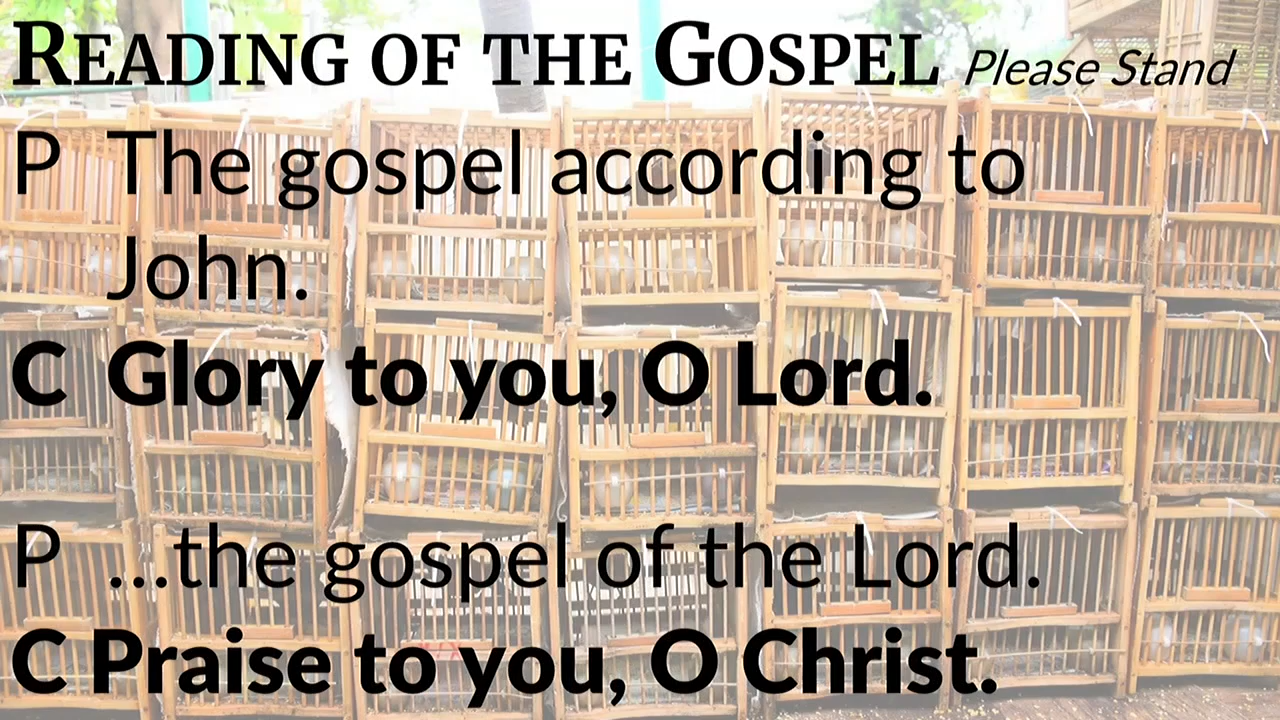 READING OF THE GOSPEL Please Stand
P The gospel according to
John.
C Glory to you, O Lord.
P ...the gospel of the Lord.
C Praise to you, O Christ.